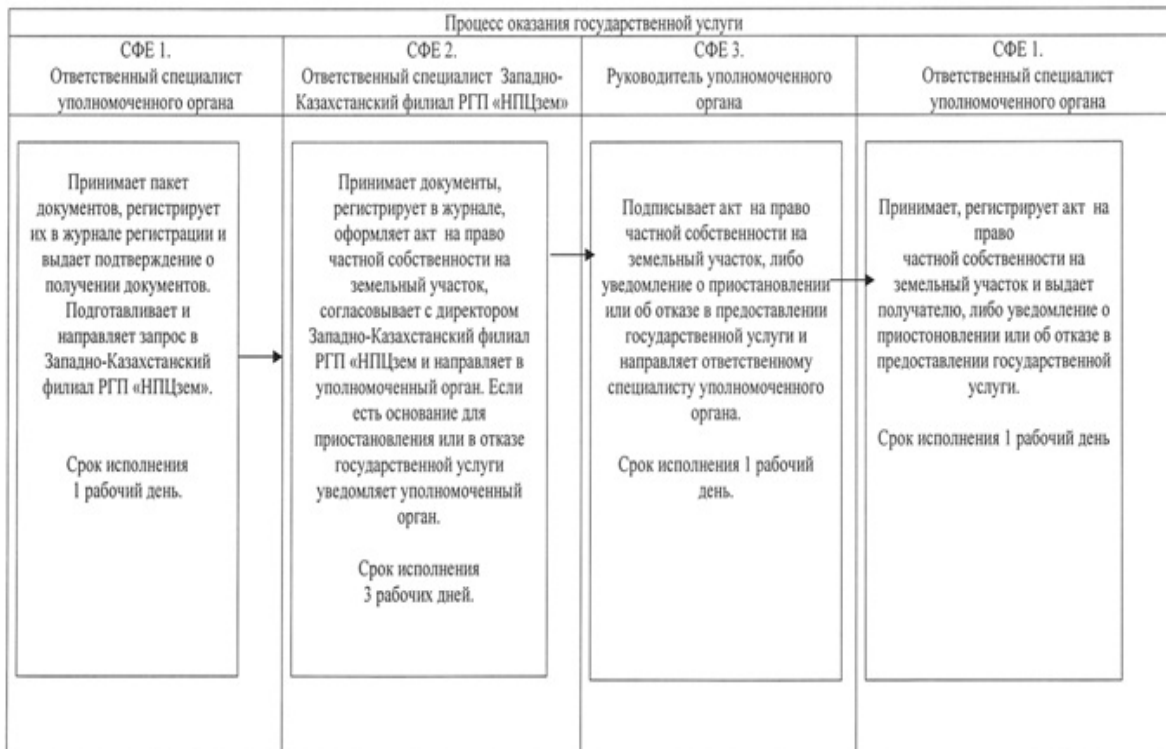 Процесс оказания государственной услуги
СФЕ 1.
Ответственный специалист
уполномоченного органа
СФЕ 2.
Ответственный специалист Западно-
Казахстанский филиал РГП «НПЦзем»
СФЕ 3.
Руководитель уполномоченного
органа
СФЕ 1.
Ответственный специалист
уполномоченного органа
Принимает пакет
документов, регистрирует
их в журнале регистрации и
выдает подтверждение о
получении документов.
Подготавливает и
направляет запрос в
Западно-Казахстанский
филиал РГП «НПЦзем».
Срок исполнения
1 рабочий день.
Принимает документы,
регистрирует в журнале,
оформляет акт на право
частной собственности на
земельный участок,
согласовывает с директором
Западно-Казахстанский филиал
РГП «НПЦзем и направляет в
уполномоченный орган. Если
есть основание для
приостановления или в отказе
государственной услуги
уведомляет уполномоченный
орган.
Срок исполнения
3 рабочих дней.
Подписывает акт на право
частной собственности на
земельный участок, либо
уведомление о приостановлении
или об отказе в предоставлении
государственной услуги и
направляет ответственному
специалисту уполномоченного
органа.
Срок исполнения 1 рабочий
день.
Принимает, регистрирует акт на
право
частной собственности на
земельный участок и выдает
получателю, либо уведомление о
приостоновлении или об отказе в
предоставлении государственной
услуги.
Срок исполнения 1 рабочий день